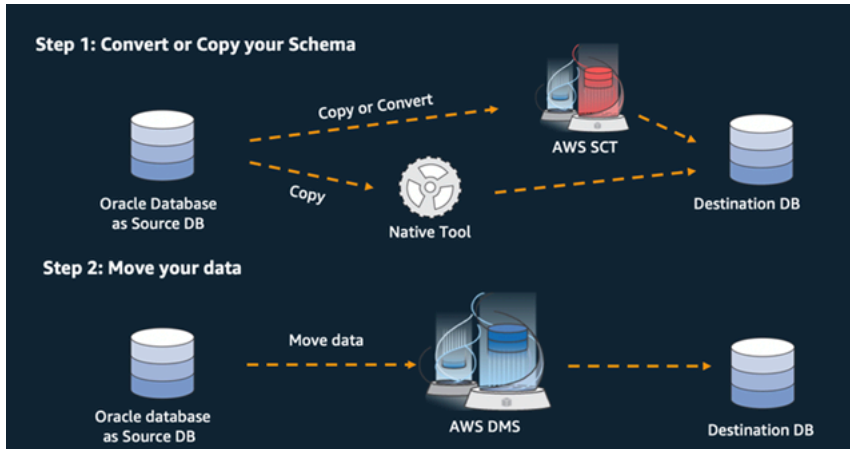 Step 1: Convert or Copy your Schema
Copy or Convert
AWS SCT
Oracle Database
as Source DB
Copy
Native Tool
Destination DB
Step 2: Move your data
Move data
Oracle database
as Source DB
AWS DMS
Destination DB